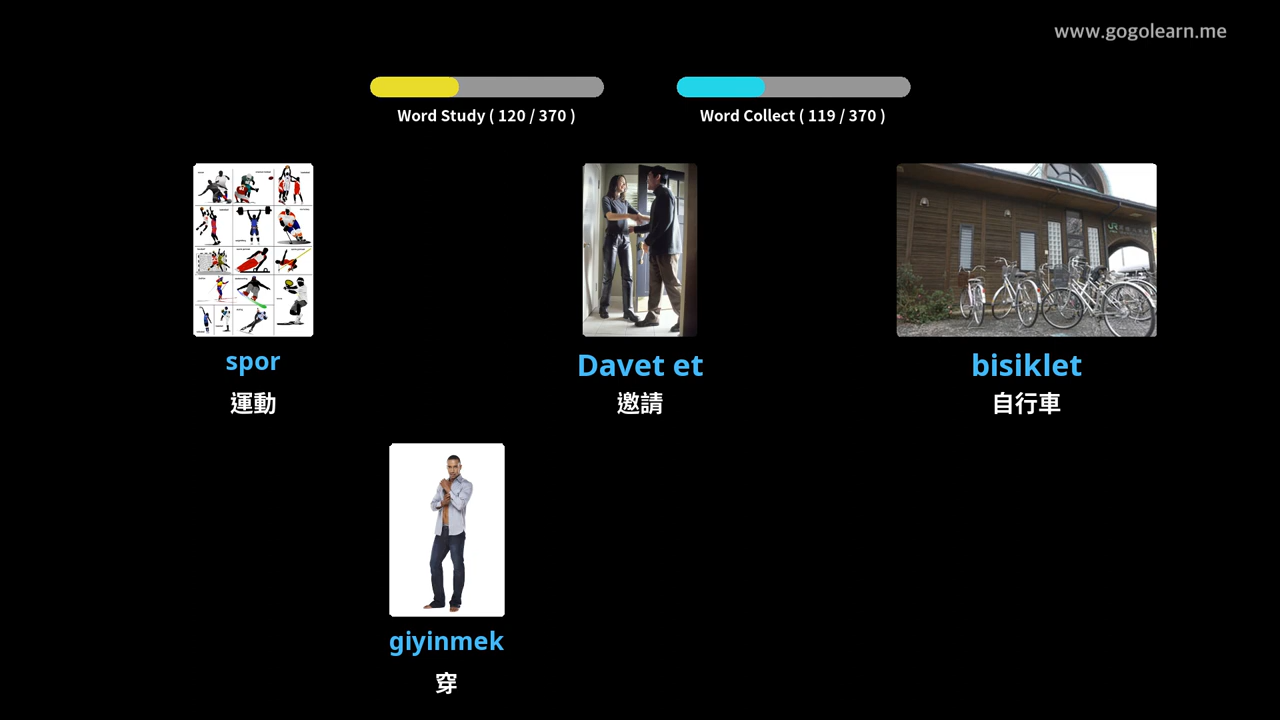 www.gogolearn.me
Word Study ( 120 / 370 )
Word Collect ( 119 / 370 )
spor
運動
Davet et
邀請
bisiklet
自行車
giyinmek
穿